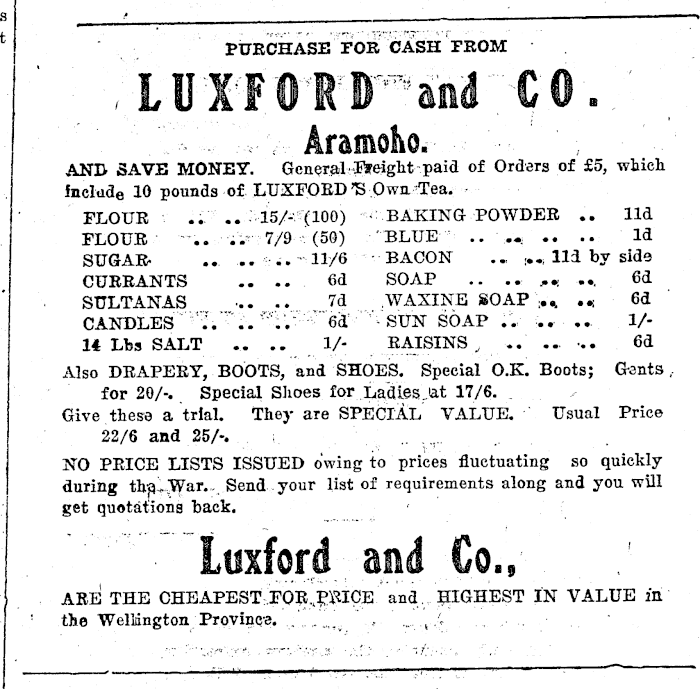 s
t
PURCHASE FOR CASH FROM
LUXFORD and CO.
Aramoho.
AND SAVE MONEY. General Freight paid of Orders of £5, which
include 10 pounds of LUXFORD'S Own Tea.
FLOUR .. .. 15/- (100) BAKING POWDER .. 11d
FLOUR .. .. 7/9 (50) BLUE .. .. .. .. 1d
SUGAR .. .. .. 11/6 BACON .. .. 11d by side
CURRANTS .. .. 6d SOAP .. .. .. .. 6d
SULTANAS .. .. 7d WAXINE SOAP .. .. 6d
CANDLES .. .. .. 6d SUN SOAP .. .. .. 1/-
14 Lbs SALT .. .. 1/- RAISINS .. .. .. 6d
Also DRAPERY, BOOTS, and SHOES. Special O.K. Boots; Gents
for 20/-. Special Shoes for Ladies at 17/6.
Give these a trial. They are SPECIAL VALUE. Usual Price
22/6 and 25/-.
NO PRICE LISTS ISSUED owing to prices fluctuating so quickly
during the War. Send your list of requirements along and you will
get quotations back.
Luxford and Co.,
ARE THE CHEAPEST FOR PRICE and HIGHEST IN VALUE in
the Wellington Province.